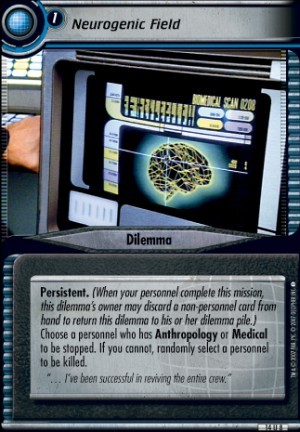 1
Neurogenic Field
BIOMEDICAL SCAN 0208
Dilemma
Persistent. (When your personnel complete this mission,
this dilemma's owner may discard a non-personnel card from
hand to return this dilemma to his or her dilemma pile.)
Choose a personnel who has Anthropology or Medical
to be stopped. If you cannot, randomly select a personnel
to be killed.
"… I've been successful in reviving the entire crew."
14 U 8